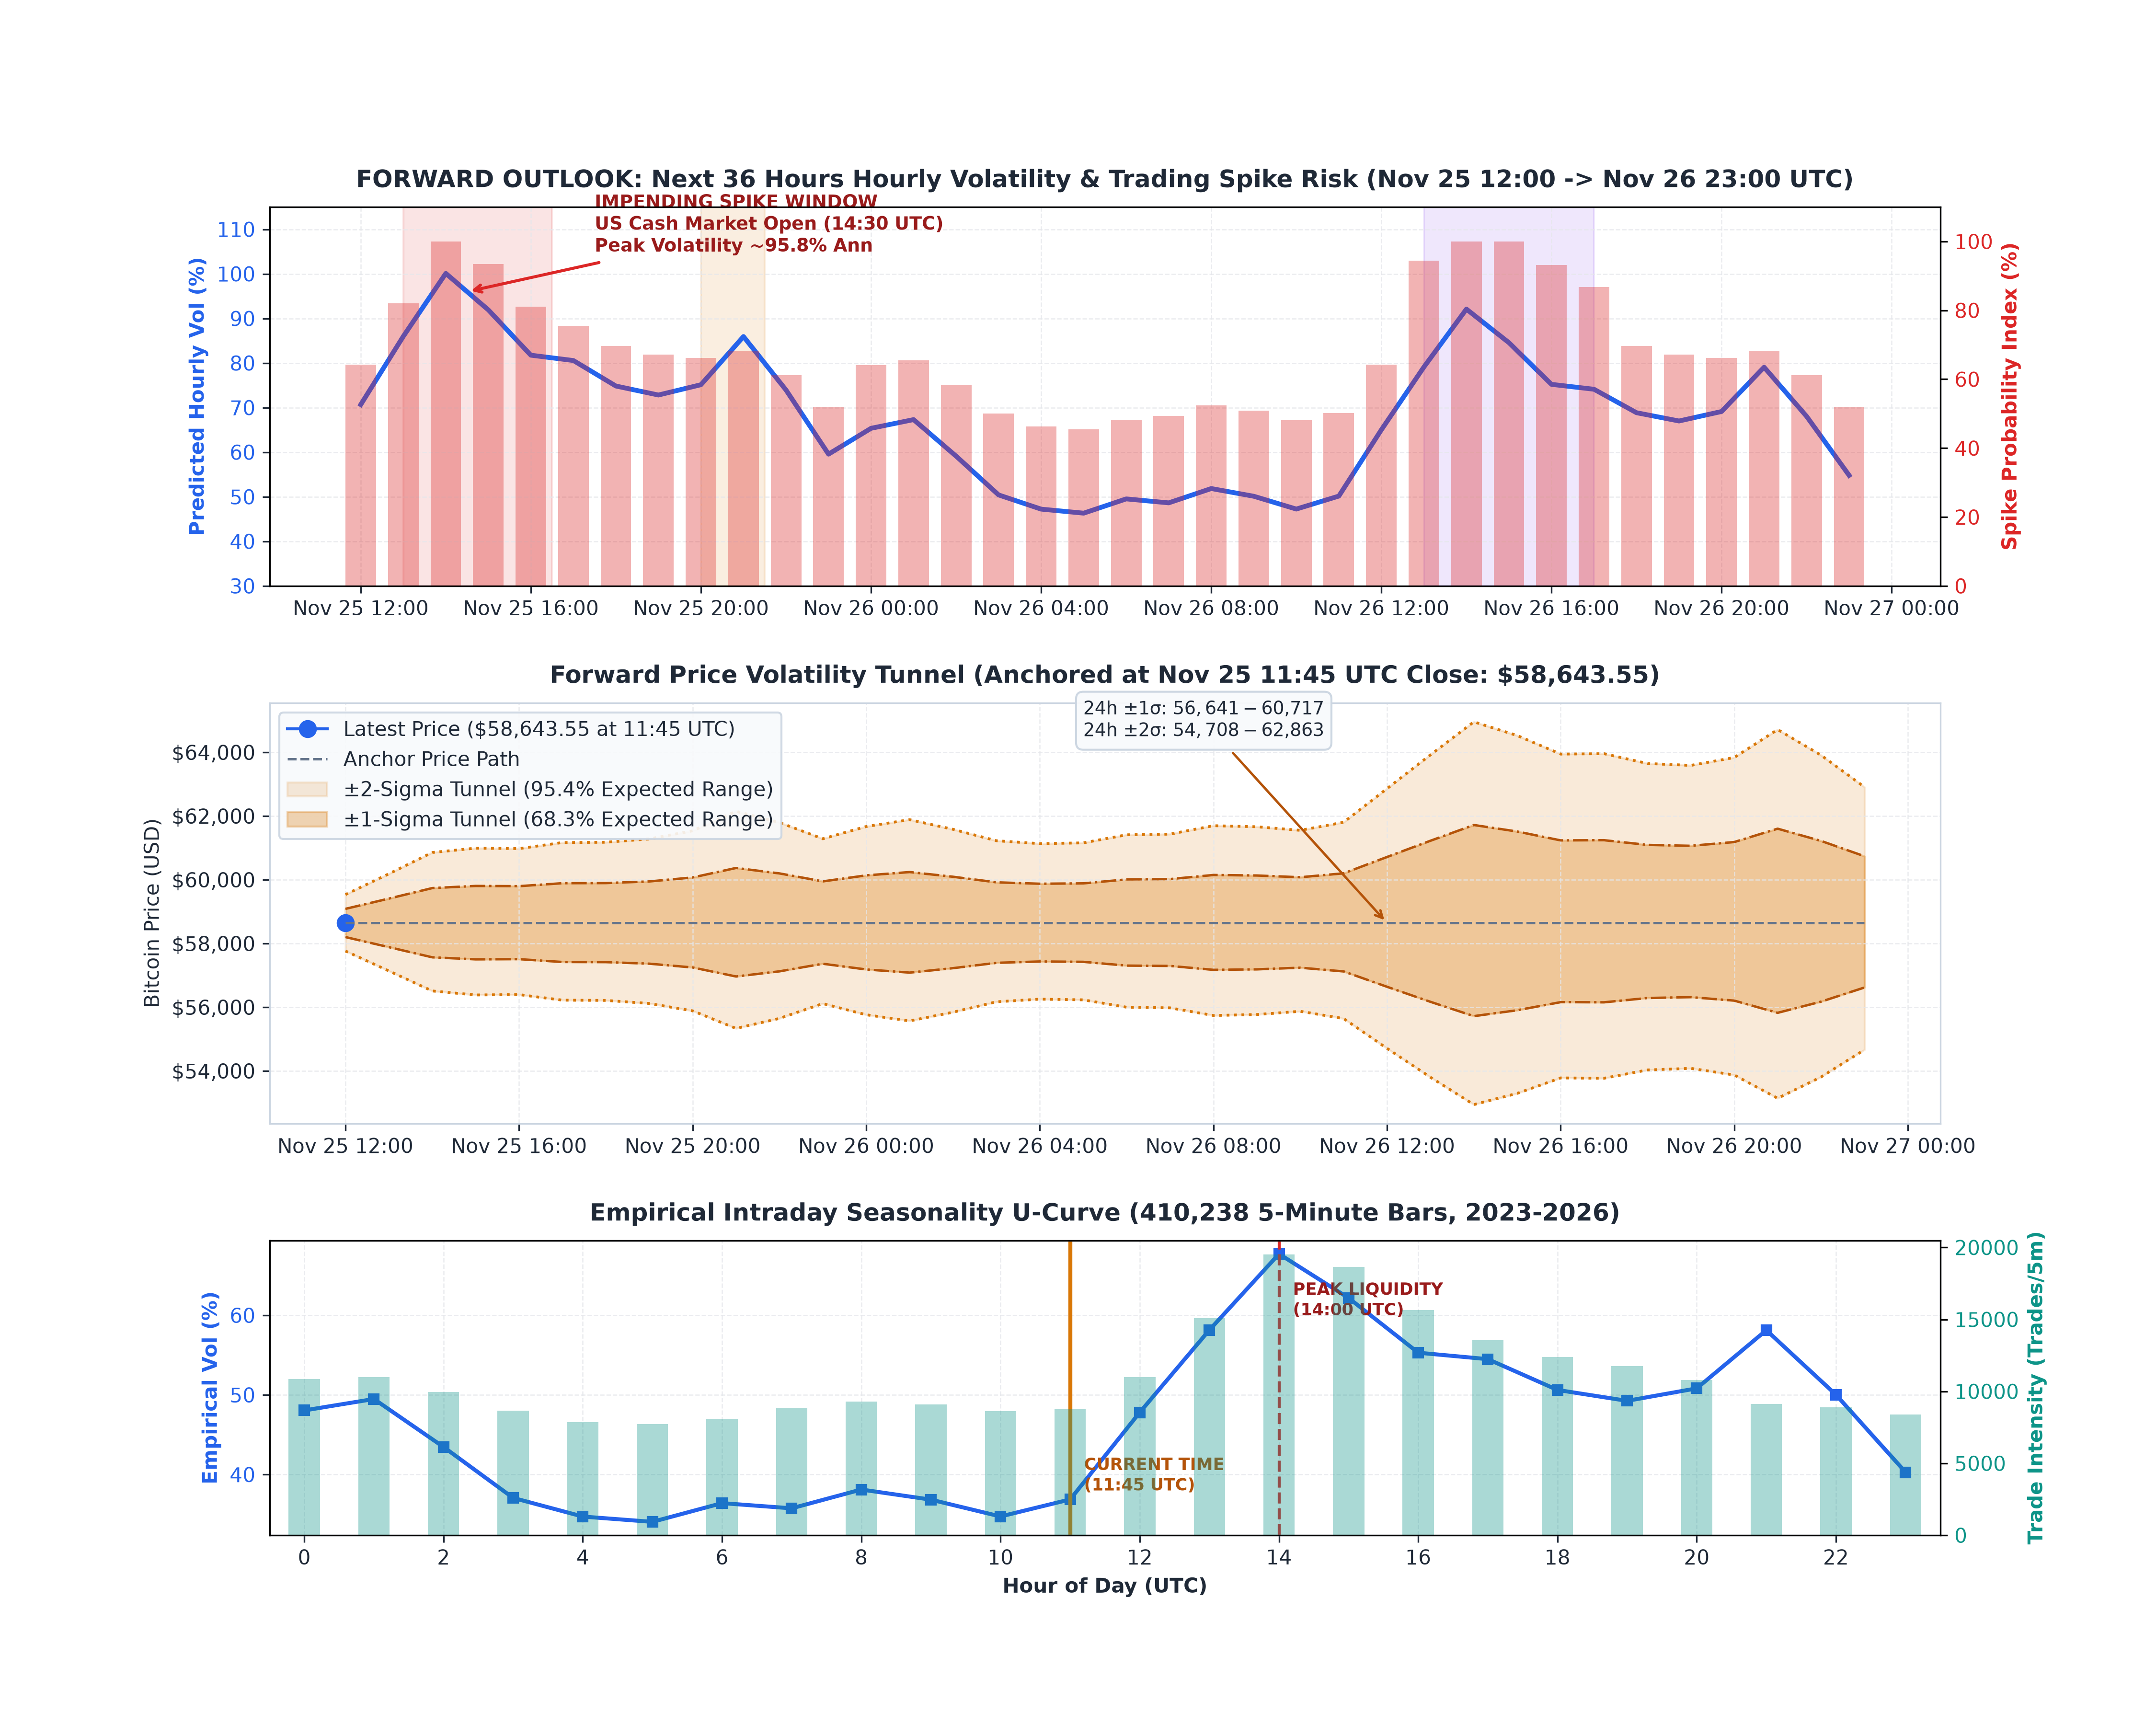 FORWARD OUTLOOK: Next 36 Hours Hourly Volatility & Trading Spike Risk (Nov 25 12:00 -> Nov 26 23:00 UTC)
IMPENDING SPIKE WINDOW
US Cash Market Open (14:30 UTC)
Peak Volatility ~95.8% Ann
Predicted Hourly Vol (%)
110
100
90
80
70
60
50
40
30
Spike Probability Index (%)
100
80
60
40
20
0
Nov 25 12:00 Nov 25 16:00 Nov 25 20:00 Nov 26 00:00 Nov 26 04:00 Nov 26 08:00 Nov 26 12:00 Nov 26 16:00 Nov 26 20:00 Nov 27 00:00
Forward Price Volatility Tunnel (Anchored at Nov 25 11:45 UTC Close: $58,643.55)
24h ±1σ: 56,641 − 60,717
24h ±2σ: 54,708 − 62,863
Latest Price ($58,643.55 at 11:45 UTC)
Anchor Price Path
±2-Sigma Tunnel (95.4% Expected Range)
±1-Sigma Tunnel (68.3% Expected Range)
Bitcoin Price (USD)
$64,000
$62,000
$60,000
$58,000
$56,000
$54,000
Nov 25 12:00 Nov 25 16:00 Nov 25 20:00 Nov 26 00:00 Nov 26 04:00 Nov 26 08:00 Nov 26 12:00 Nov 26 16:00 Nov 26 20:00 Nov 27 00:00
Empirical Intraday Seasonality U-Curve (410,238 5-Minute Bars, 2023-2026)
Empirical Vol (%)
60
50
40
PEAK LIQUIDITY
(14:00 UTC)
CURRENT TIME
(11:45 UTC)
Trade Intensity (Trades/5m)
20000
15000
10000
5000
0
0 2 4 6 8 10 12 14 16 18 20 22
Hour of Day (UTC)